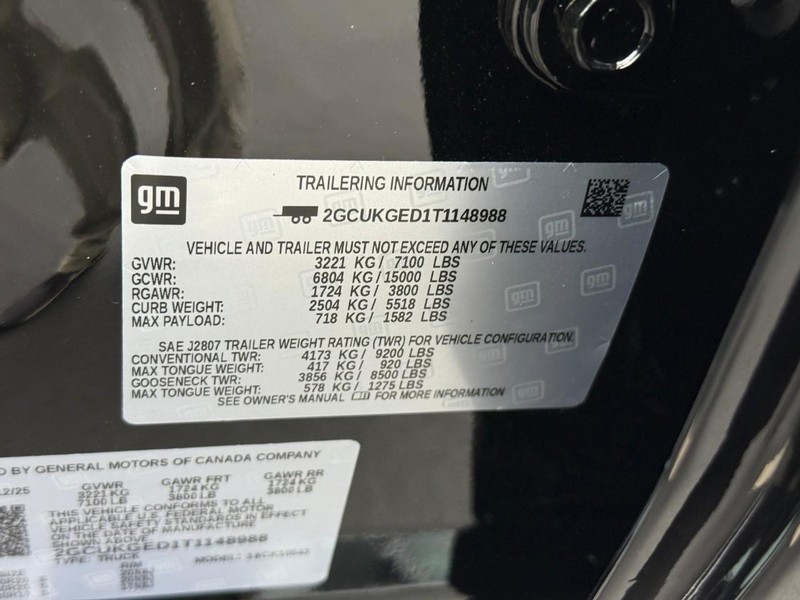 gm
TRAILERING INFORMATION
2GCUKGED1T1148988
VEHICLE AND TRAILER MUST NOT EXCEED ANY OF THESE VALUES.
GVWR: 3221 KG / 7100 LBS
GCWR: 6804 KG / 15000 LBS
RGAWR: 1724 KG / 3800 LBS
CURB WEIGHT: 2504 KG / 5518 LBS
MAX PAYLOAD: 718 KG / 1582 LBS
SAE J2807 TRAILER WEIGHT RATING (TWR) FOR VEHICLE CONFIGURATION.
CONVENTIONAL TWR: 4173 KG / 9200 LBS
MAX TONGUE WEIGHT: 417 KG / 920 LBS
GOOSENECK TWR: 3856 KG / 8500 LBS
MAX TONGUE WEIGHT: 578 KG / 1275 LBS
SEE OWNER'S MANUAL FOR MORE INFORMATION
D BY GENERAL MOTORS OF CANADA COMPANY
2/25 GVWR GAWR FRT GAWR RR
3221 KG 1724 KG 1724 KG
7100 LB 3800 LB 3800 LB
THIS VEHICLE CONFORMS TO ALL
APPLICABLE U.S. FEDERAL MOTOR
VEHICLE SAFETY STANDARDS IN EFFECT
ON THE DATE OF MANUFACTURE
SHOWN ABOVE
2GCUKGED1T1148988
TYPE: TRUCK MODEL:
RIM